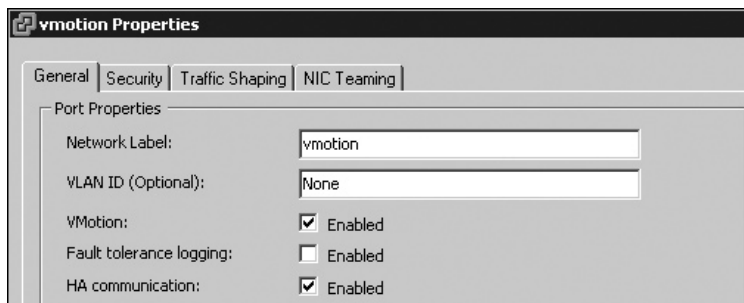 vmotion Properties
General Security Traffic Shaping NIC Teaming
Port Properties
Network Label: vmotion
VLAN ID (Optional): None
VMotion: Enabled
Fault tolerance logging: Enabled
HA communication: Enabled